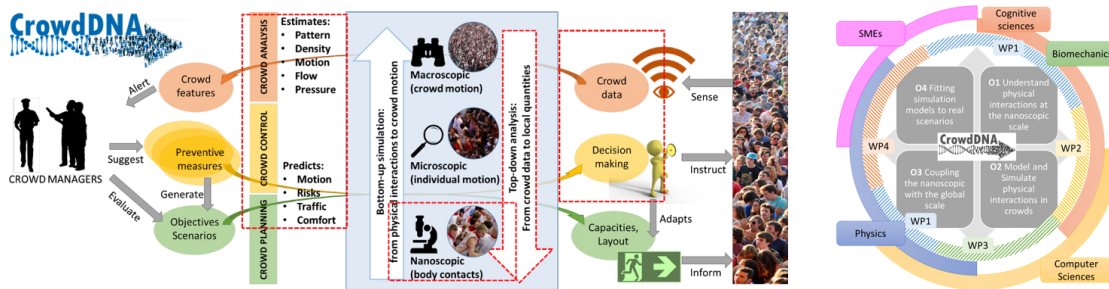 CrowdDNA
Alert
CROWD MANAGERS
Suggest
Evaluate
Crowd
features
Preventive
measures
Generate
Objectives
Scenarios
CROWD ANALYSIS
CROWD CONTROL
CROWD PLANNING
Estimates:
• Pattern
• Density
• Motion
• Flow
• Pressure
Predicts:
• Motion
• Risks
• Traffic
• Comfort
Bottom-up simulation:
from physical interactions to crowd motion
Macroscopic
(crowd motion)
Microscopic
(individual motion)
Nanoscopic
(body contacts)
Top-down analysis:
From crowd data to local quantities
Crowd
data
Decision
making
Adapts
Capacities,
Layout
Sense
Instruct
Inform
SMEs
Cognitive
sciences
Biomechanics
WP1
O4 Fitting
simulation
models to real
scenarios
O1 Understand
physical
interactions at the
nanoscopic
scale
CrowdDNA
WP4
WP2
O3 Coupling
the nanoscopic
with the global
scale
O2 Model and
Simulate
physical
interactions in
crowds
WP1
WP3
Physics
Computer
Sciences